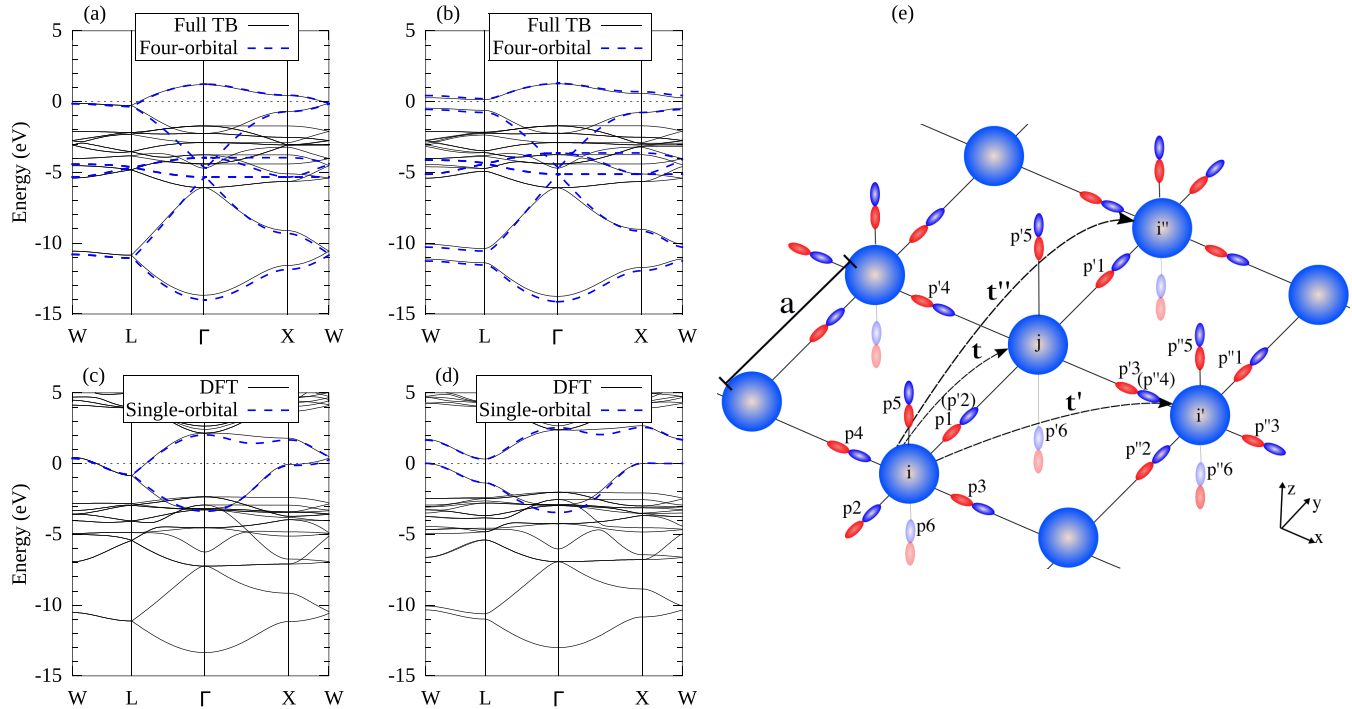 (a)
Full TB
Four-orbital
5
0
-5
-10
-15
Energy (eV)
W L Γ X W
(b)
Full TB
Four-orbital
5
0
-5
-10
-15
W L Γ X W
(c)
DFT
Single-orbital
5
0
-5
-10
-15
Energy (eV)
W L Γ X W
(d)
DFT
Single-orbital
5
0
-5
-10
-15
W L Γ X W
(e)
i''
p'5
p'1
t''
p'4
a
j
t
p''5
p''1
p'3
(p''4)
p5
(p'2)
p1
t'
i'
p'6
p4
p''3
p''2
i
p''6
p3
p2
p6
z
y
x